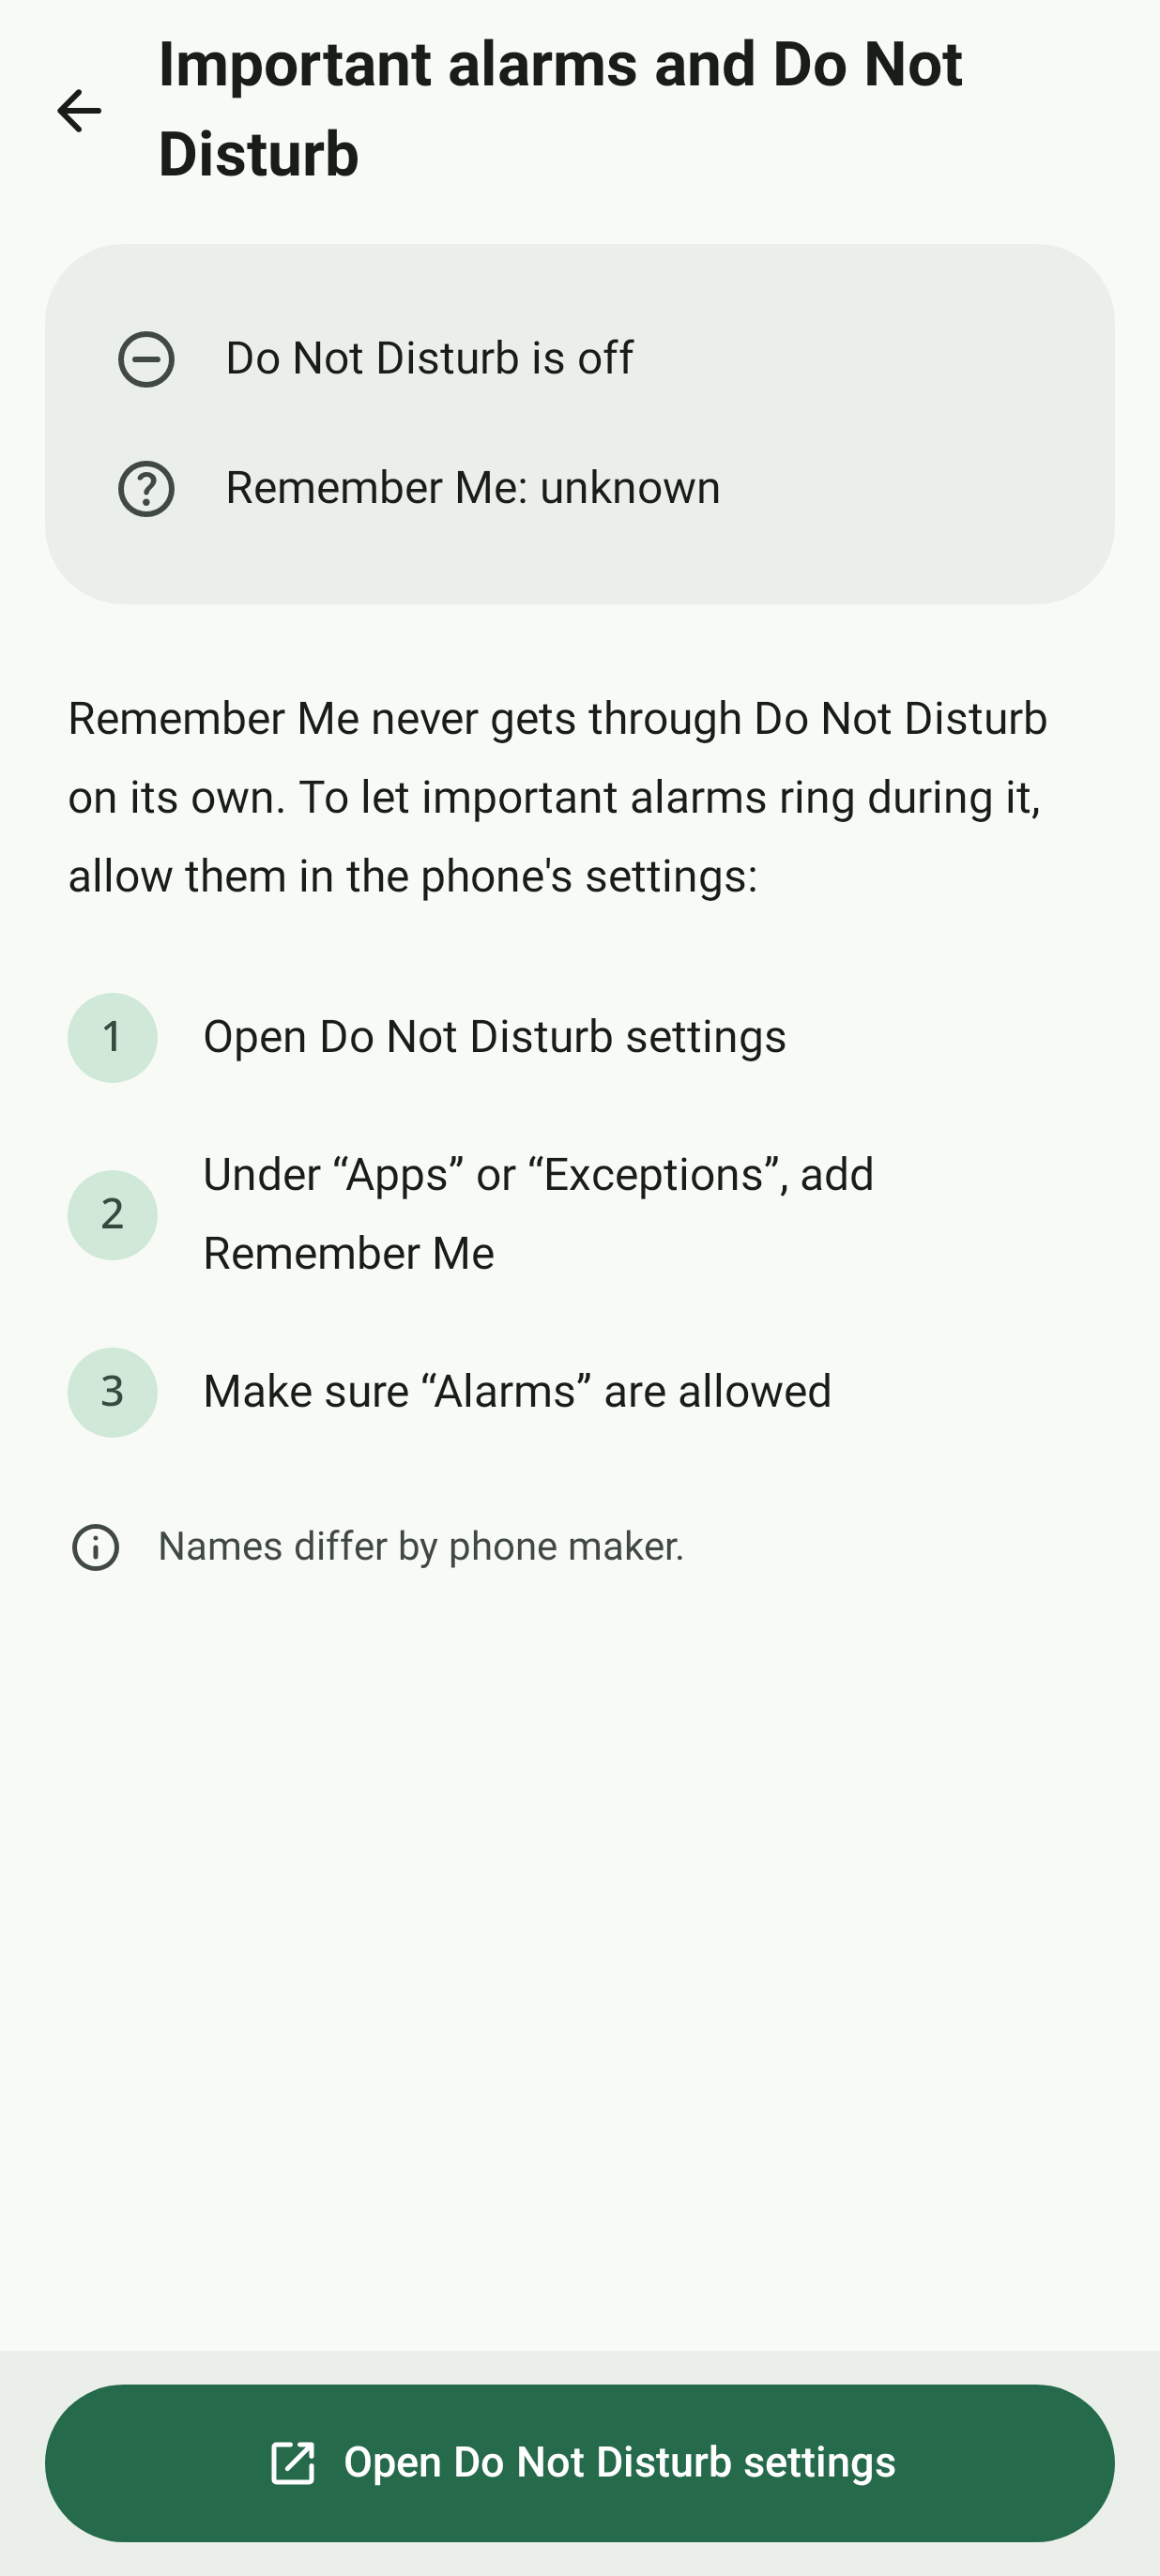 Important alarms and Do Not
Disturb
Do Not Disturb is off
Remember Me: unknown
Remember Me never gets through Do Not Disturb
on its own. To let important alarms ring during it,
allow them in the phone's settings:
1 Open Do Not Disturb settings
2 Under “Apps” or “Exceptions”, add
Remember Me
3 Make sure “Alarms” are allowed
Names differ by phone maker.
Open Do Not Disturb settings